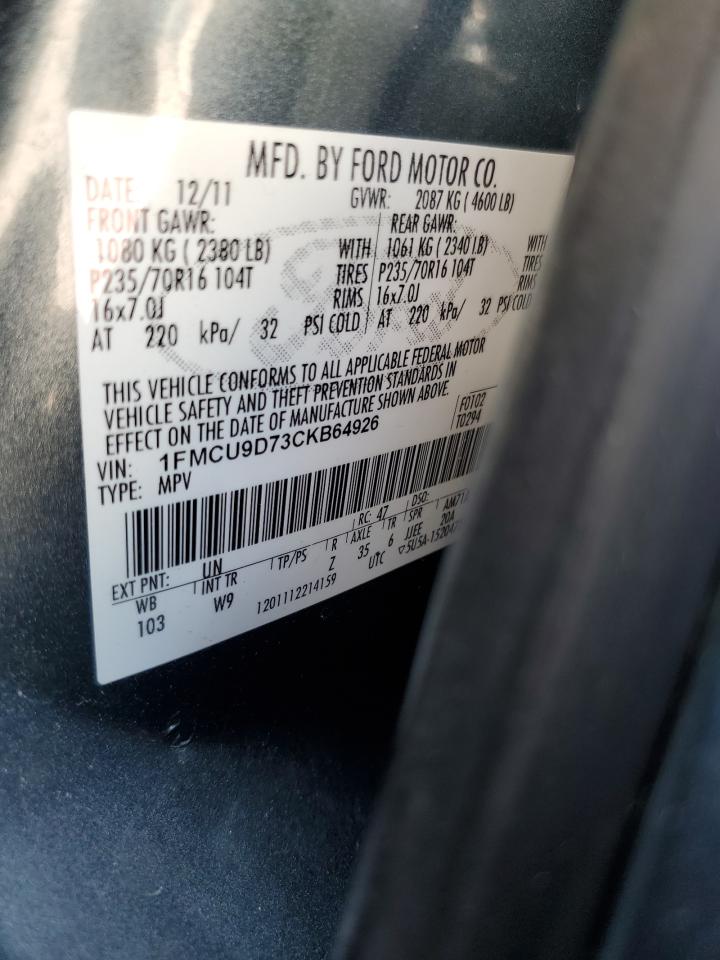 MFD. BY FORD MOTOR CO.
DATE: 12/11 GVWR: 2087 KG ( 4600 LB)
FRONT GAWR: REAR GAWR:
1080 KG ( 2380 LB) WITH 1061 KG ( 2340 LB) WITH
P235/70R16 104T TIRES P235/70R16 104T TIRES
16x7.0J RIMS 16x7.0J RIMS
AT 220 kPa/ 32 PSI COLD AT 220 kPa/ 32 PSI COLD
THIS VEHICLE CONFORMS TO ALL APPLICABLE FEDERAL MOTOR
VEHICLE SAFETY AND THEFT PREVENTION STANDARDS IN
EFFECT ON THE DATE OF MANUFACTURE SHOWN ABOVE.
F0102
T0294
VIN: 1FMCU9D73CKB64926
TYPE: MPV
EXT PNT: UN RC: 47 DSO:
WB INT TR TP/PS R AXLE TR SPR
103 W9 Z 35 6 JJEE 20A
1201112214159 UTC